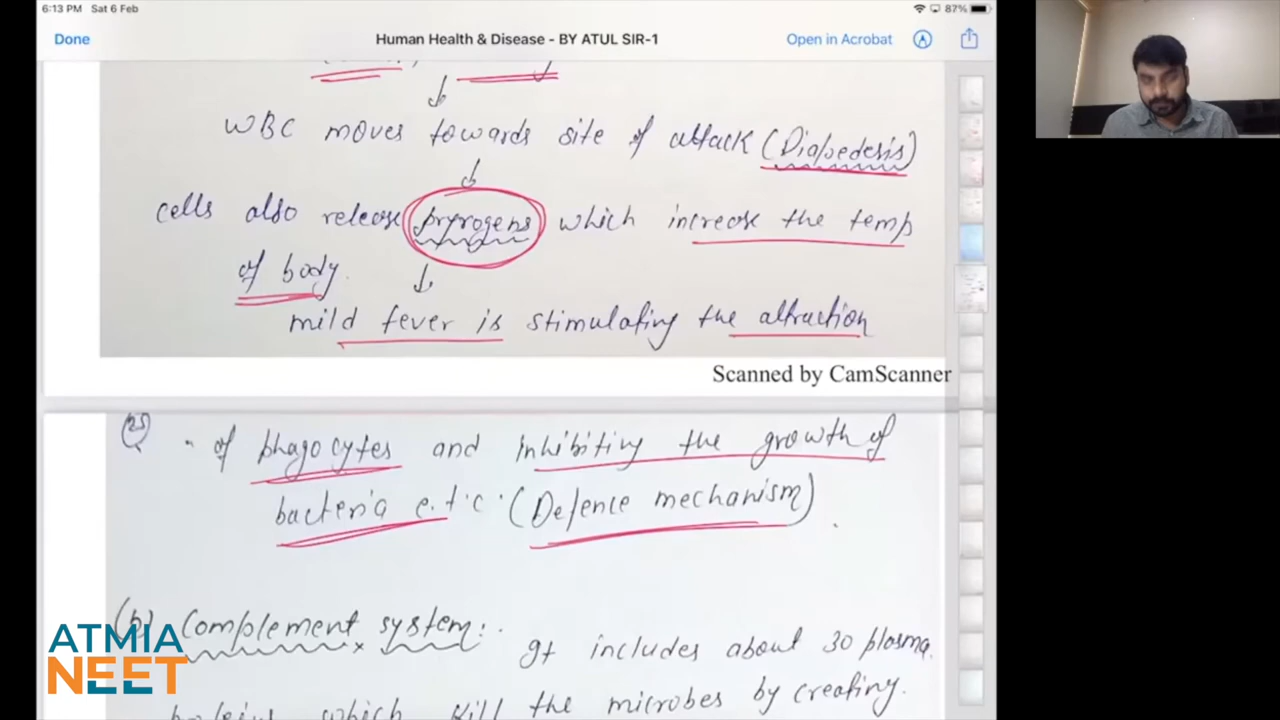 6:13 PM Sat 6 Feb
87%
Done
Human Health & Disease - BY ATUL SIR-1
Open in Acrobat
WBC moves towards site of attack (Diapedesis)
cells also release pryrogens which increase the temp
of body.
mild fever is stimulating the attraction
Scanned by CamScanner
(25)
of phagocytes and inhibiting the growth of
bacteria e.t.c. (Defence mechanism).
(b) Complement system:
It includes about 30 plasma
proteins which kill the microbes by creating
ATMIA
NEET